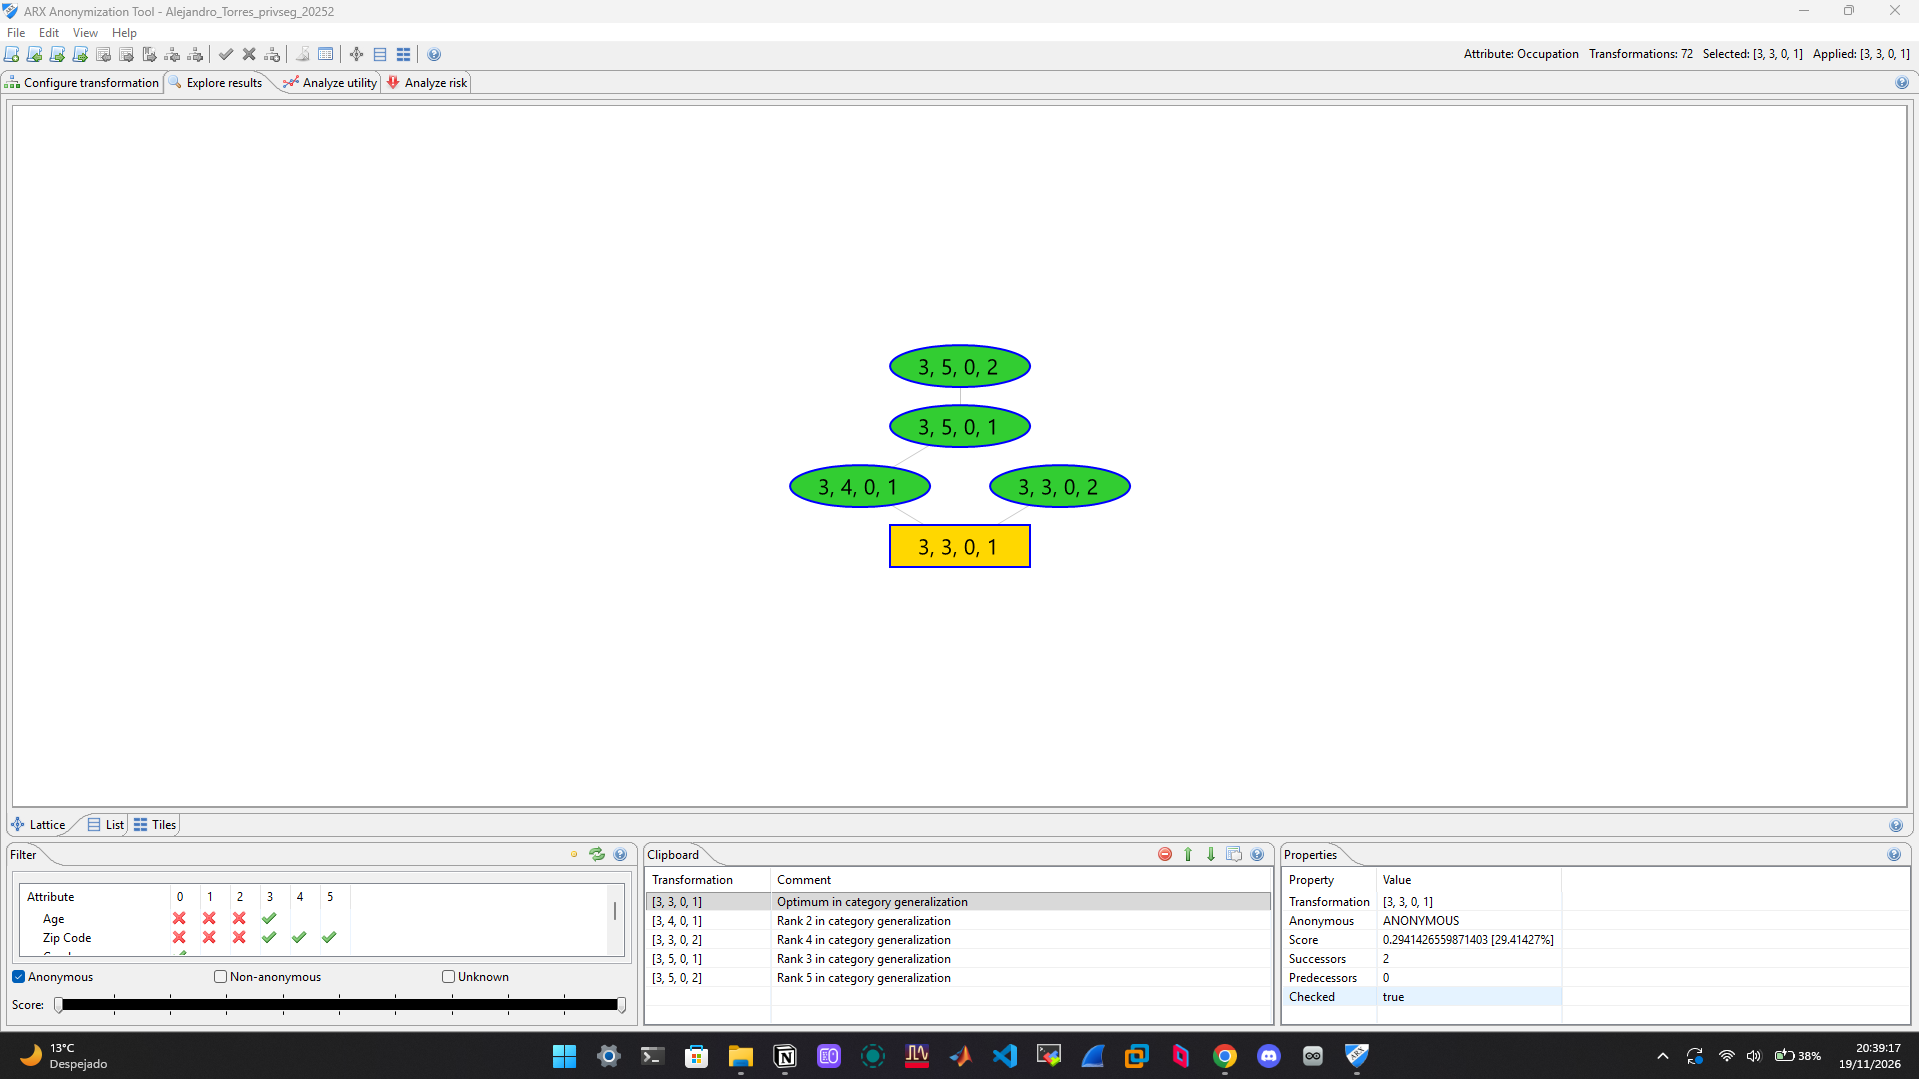 ARX Anonymization Tool - Alejandro_Torres_privseg_20252
File Edit View Help
Attribute: Occupation Transformations: 72 Selected: [3, 3, 0, 1] Applied: [3, 3, 0, 1]
Configure transformation Explore results Analyze utility Analyze risk
3, 5, 0, 2
3, 5, 0, 1
3, 4, 0, 1 3, 3, 0, 2
3, 3, 0, 1
Lattice List Tiles
Filter
Attribute 0 1 2 3 4 5
Age
Zip Code
Anonymous Non-anonymous Unknown
Score:
Clipboard
Transformation Comment
[3, 3, 0, 1] Optimum in category generalization
[3, 4, 0, 1] Rank 2 in category generalization
[3, 3, 0, 2] Rank 4 in category generalization
[3, 5, 0, 1] Rank 3 in category generalization
[3, 5, 0, 2] Rank 5 in category generalization
Properties
Property Value
Transformation [3, 3, 0, 1]
Anonymous ANONYMOUS
Score 0.2941426559871403 [29.41427%]
Successors 2
Predecessors 0
Checked true
13°C
Despejado
ARX
38%
20:39:17
19/11/2026